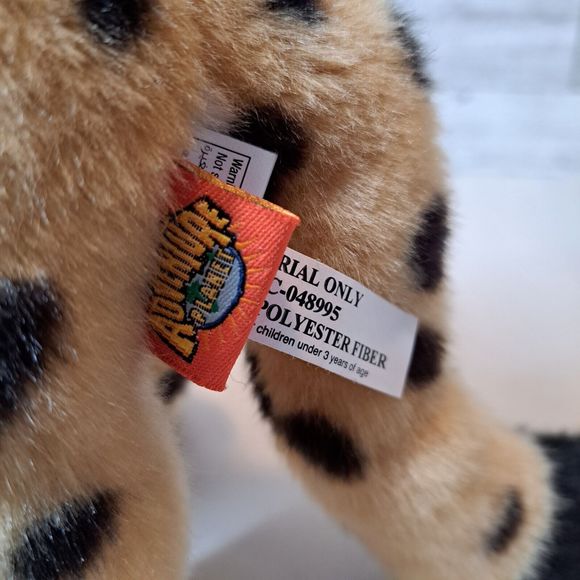 Warn
Not s
ADVENTURE
PLANET
RIAL ONLY
C-048995
POLYESTER FIBER
children under 3 years of age